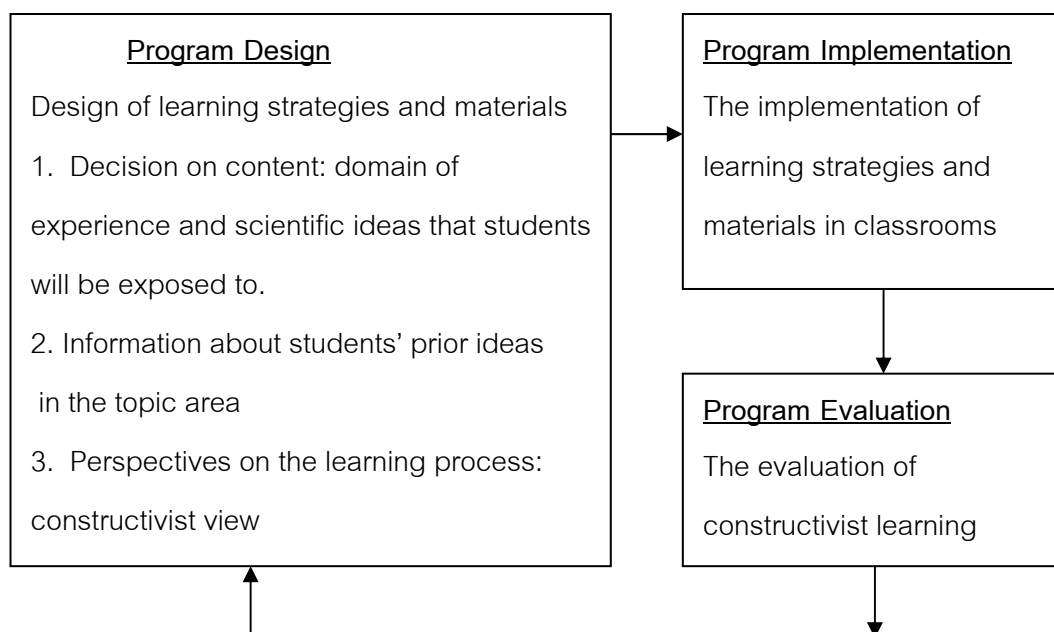 Program Design
Design of learning strategies and materials
1. Decision on content: domain of
experience and scientific ideas that students
will be exposed to.
2. Information about students’ prior ideas
in the topic area
3. Perspectives on the learning process:
constructivist view
Program Implementation
The implementation of
learning strategies and
materials in classrooms
Program Evaluation
The evaluation of
constructivist learning